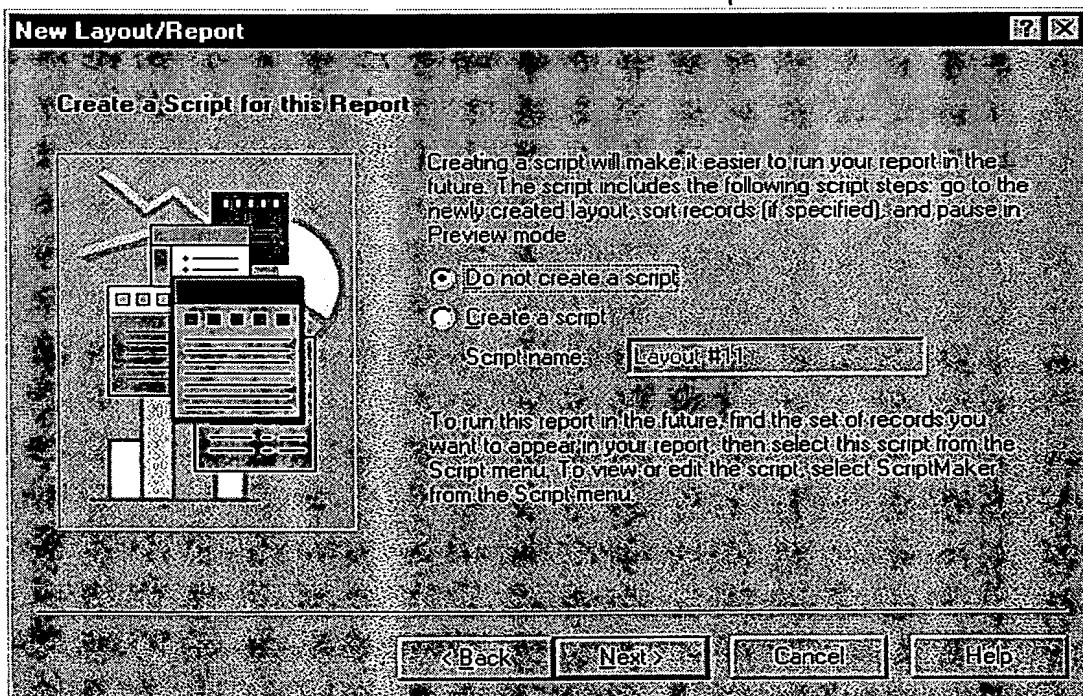 New Layout/Report
Create a Script for this Report
Creating a script will make it easier to run your report in the
future. The script includes the following script steps: go to the
newly created layout, sort records (if specified), and pause in
Preview mode.
Do not create a script
Create a script
Script name: Layout #11
To run this report in the future, find the set of records you
want to appear in your report, then select this script from the
Script menu. To view or edit the script, select ScriptMaker
from the Script menu.
< Back Next > Cancel Help